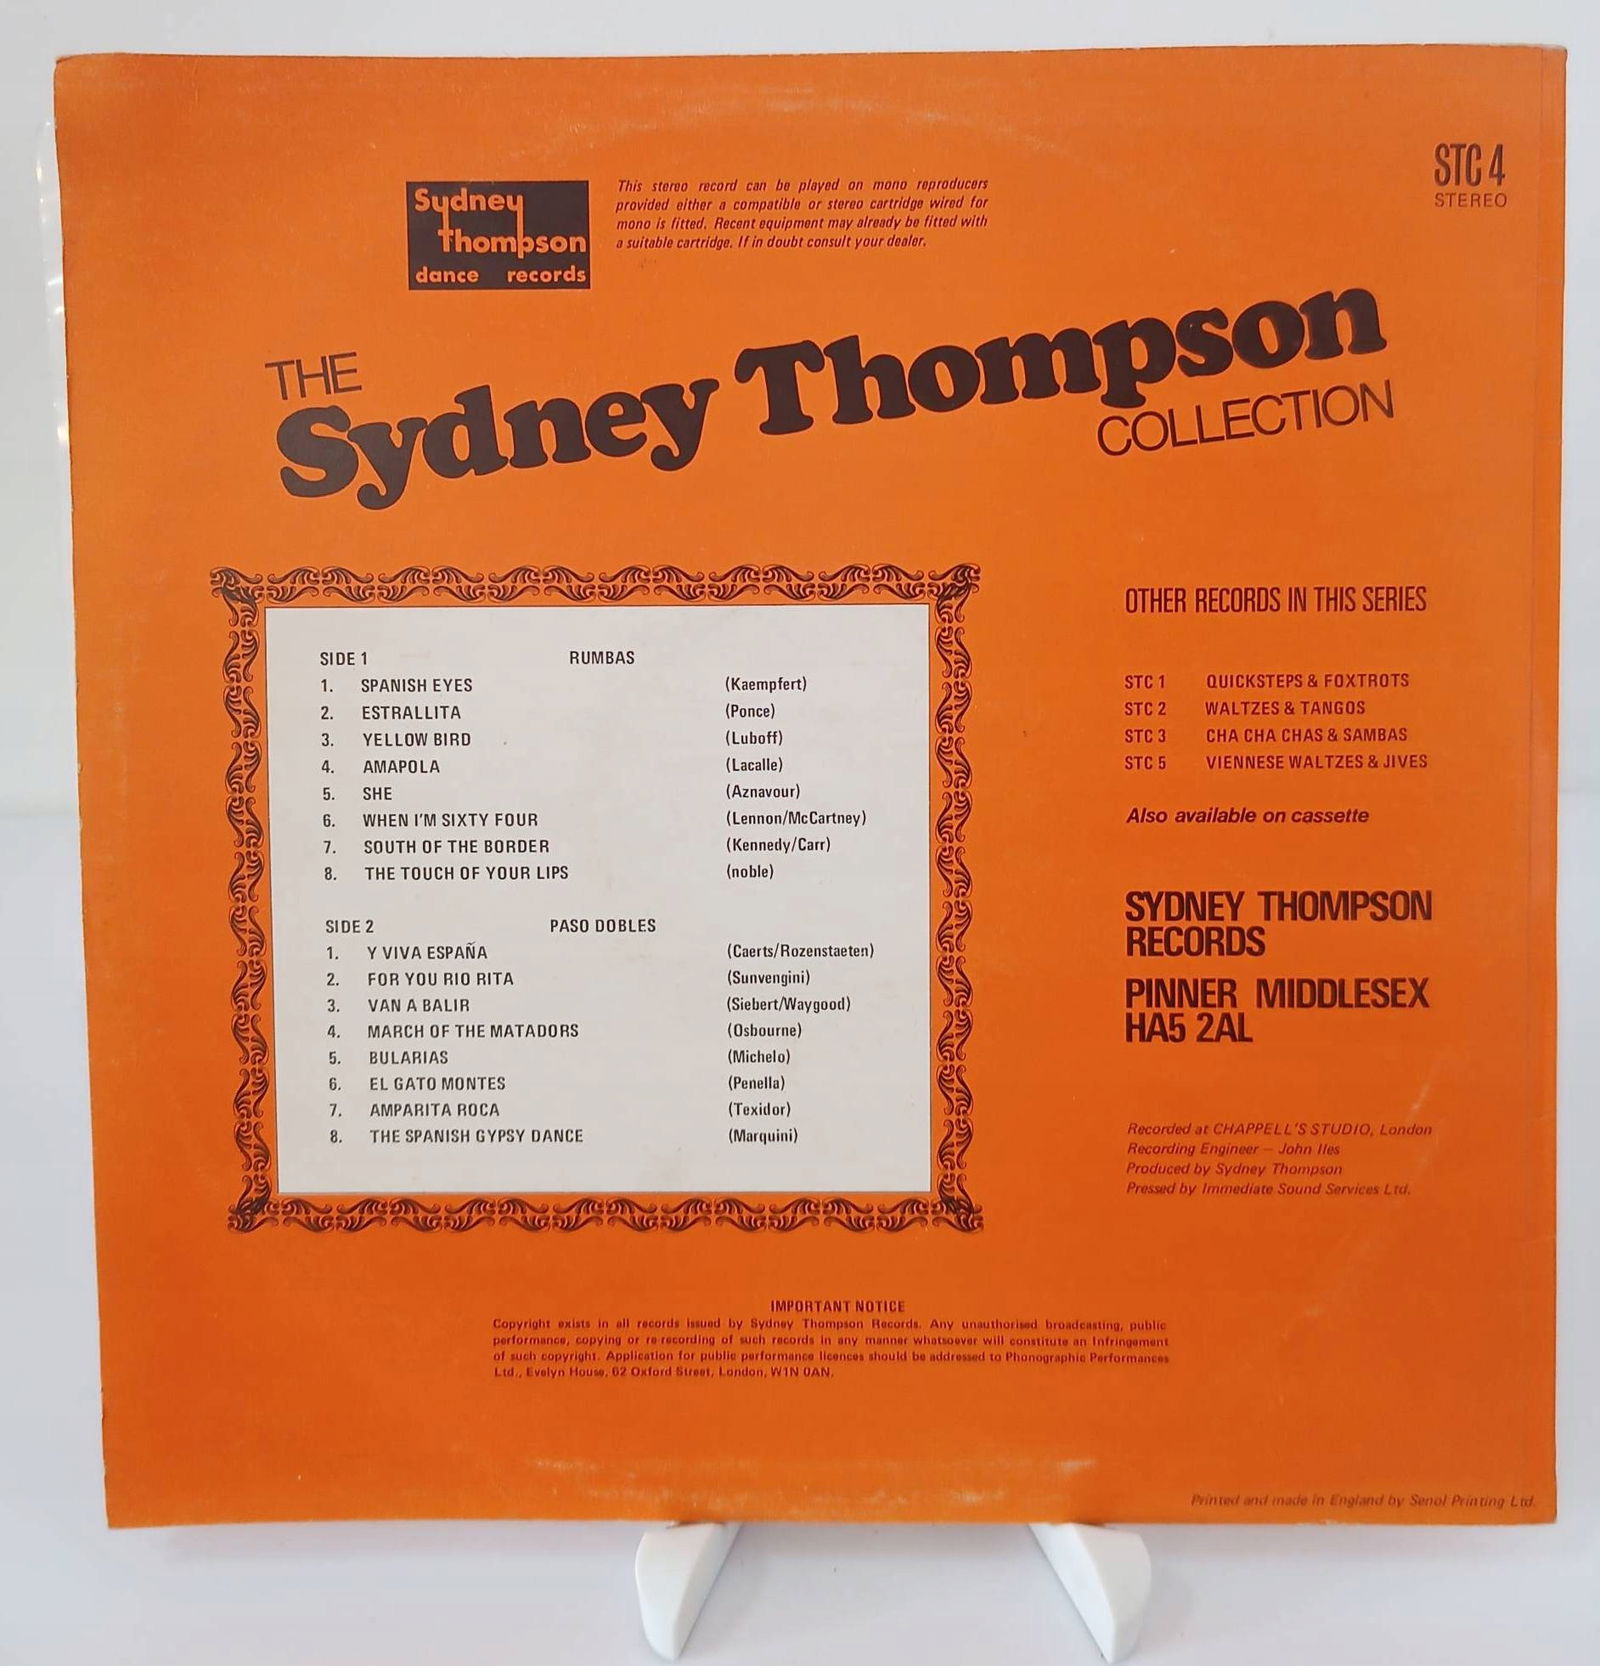 Sydney
Thompson
dance records
This stereo record can be played on mono reproducers
provided either a compatible or stereo cartridge wired for
mono is fitted. Recent equipment may already be fitted with
a suitable cartridge. If in doubt consult your dealer.
STC 4
STEREO
THE
Sydney Thompson
COLLECTION
SIDE 1 RUMBAS
1. SPANISH EYES (Kaempfert)
2. ESTRALLITA (Ponce)
3. YELLOW BIRD (Luboff)
4. AMAPOLA (Lacalle)
5. SHE (Aznavour)
6. WHEN I'M SIXTY FOUR (Lennon/McCartney)
7. SOUTH OF THE BORDER (Kennedy/Carr)
8. THE TOUCH OF YOUR LIPS (noble)
SIDE 2 PASO DOBLES
1. Y VIVA ESPAÑA (Caerts/Rozenstaeten)
2. FOR YOU RIO RITA (Sunvengini)
3. VAN A BALIR (Siebert/Waygood)
4. MARCH OF THE MATADORS (Osbourne)
5. BULARIAS (Michelo)
6. EL GATO MONTES (Penella)
7. AMPARITA ROCA (Texidor)
8. THE SPANISH GYPSY DANCE (Marquini)
OTHER RECORDS IN THIS SERIES
STC 1 QUICKSTEPS & FOXTROTS
STC 2 WALTZES & TANGOS
STC 3 CHA CHA CHAS & SAMBAS
STC 5 VIENNESE WALTZES & JIVES
Also available on cassette
SYDNEY THOMPSON
RECORDS
PINNER MIDDLESEX
HA5 2AL
Recorded at CHAPPELL'S STUDIO, London
Recording Engineer – John Iles
Produced by Sydney Thompson
Pressed by Immediate Sound Services Ltd.
IMPORTANT NOTICE
Copyright exists in all records issued by Sydney Thompson Records. Any unauthorised broadcasting, public
performance, copying or re-recording of such records in any manner whatsoever will constitute an Infringement
of such copyright. Application for public performance licences should be addressed to Phonographic Performances
Ltd., Evelyn House, 62 Oxford Street, London, W1N 0AN.
Printed and made in England by Senol Printing Ltd.